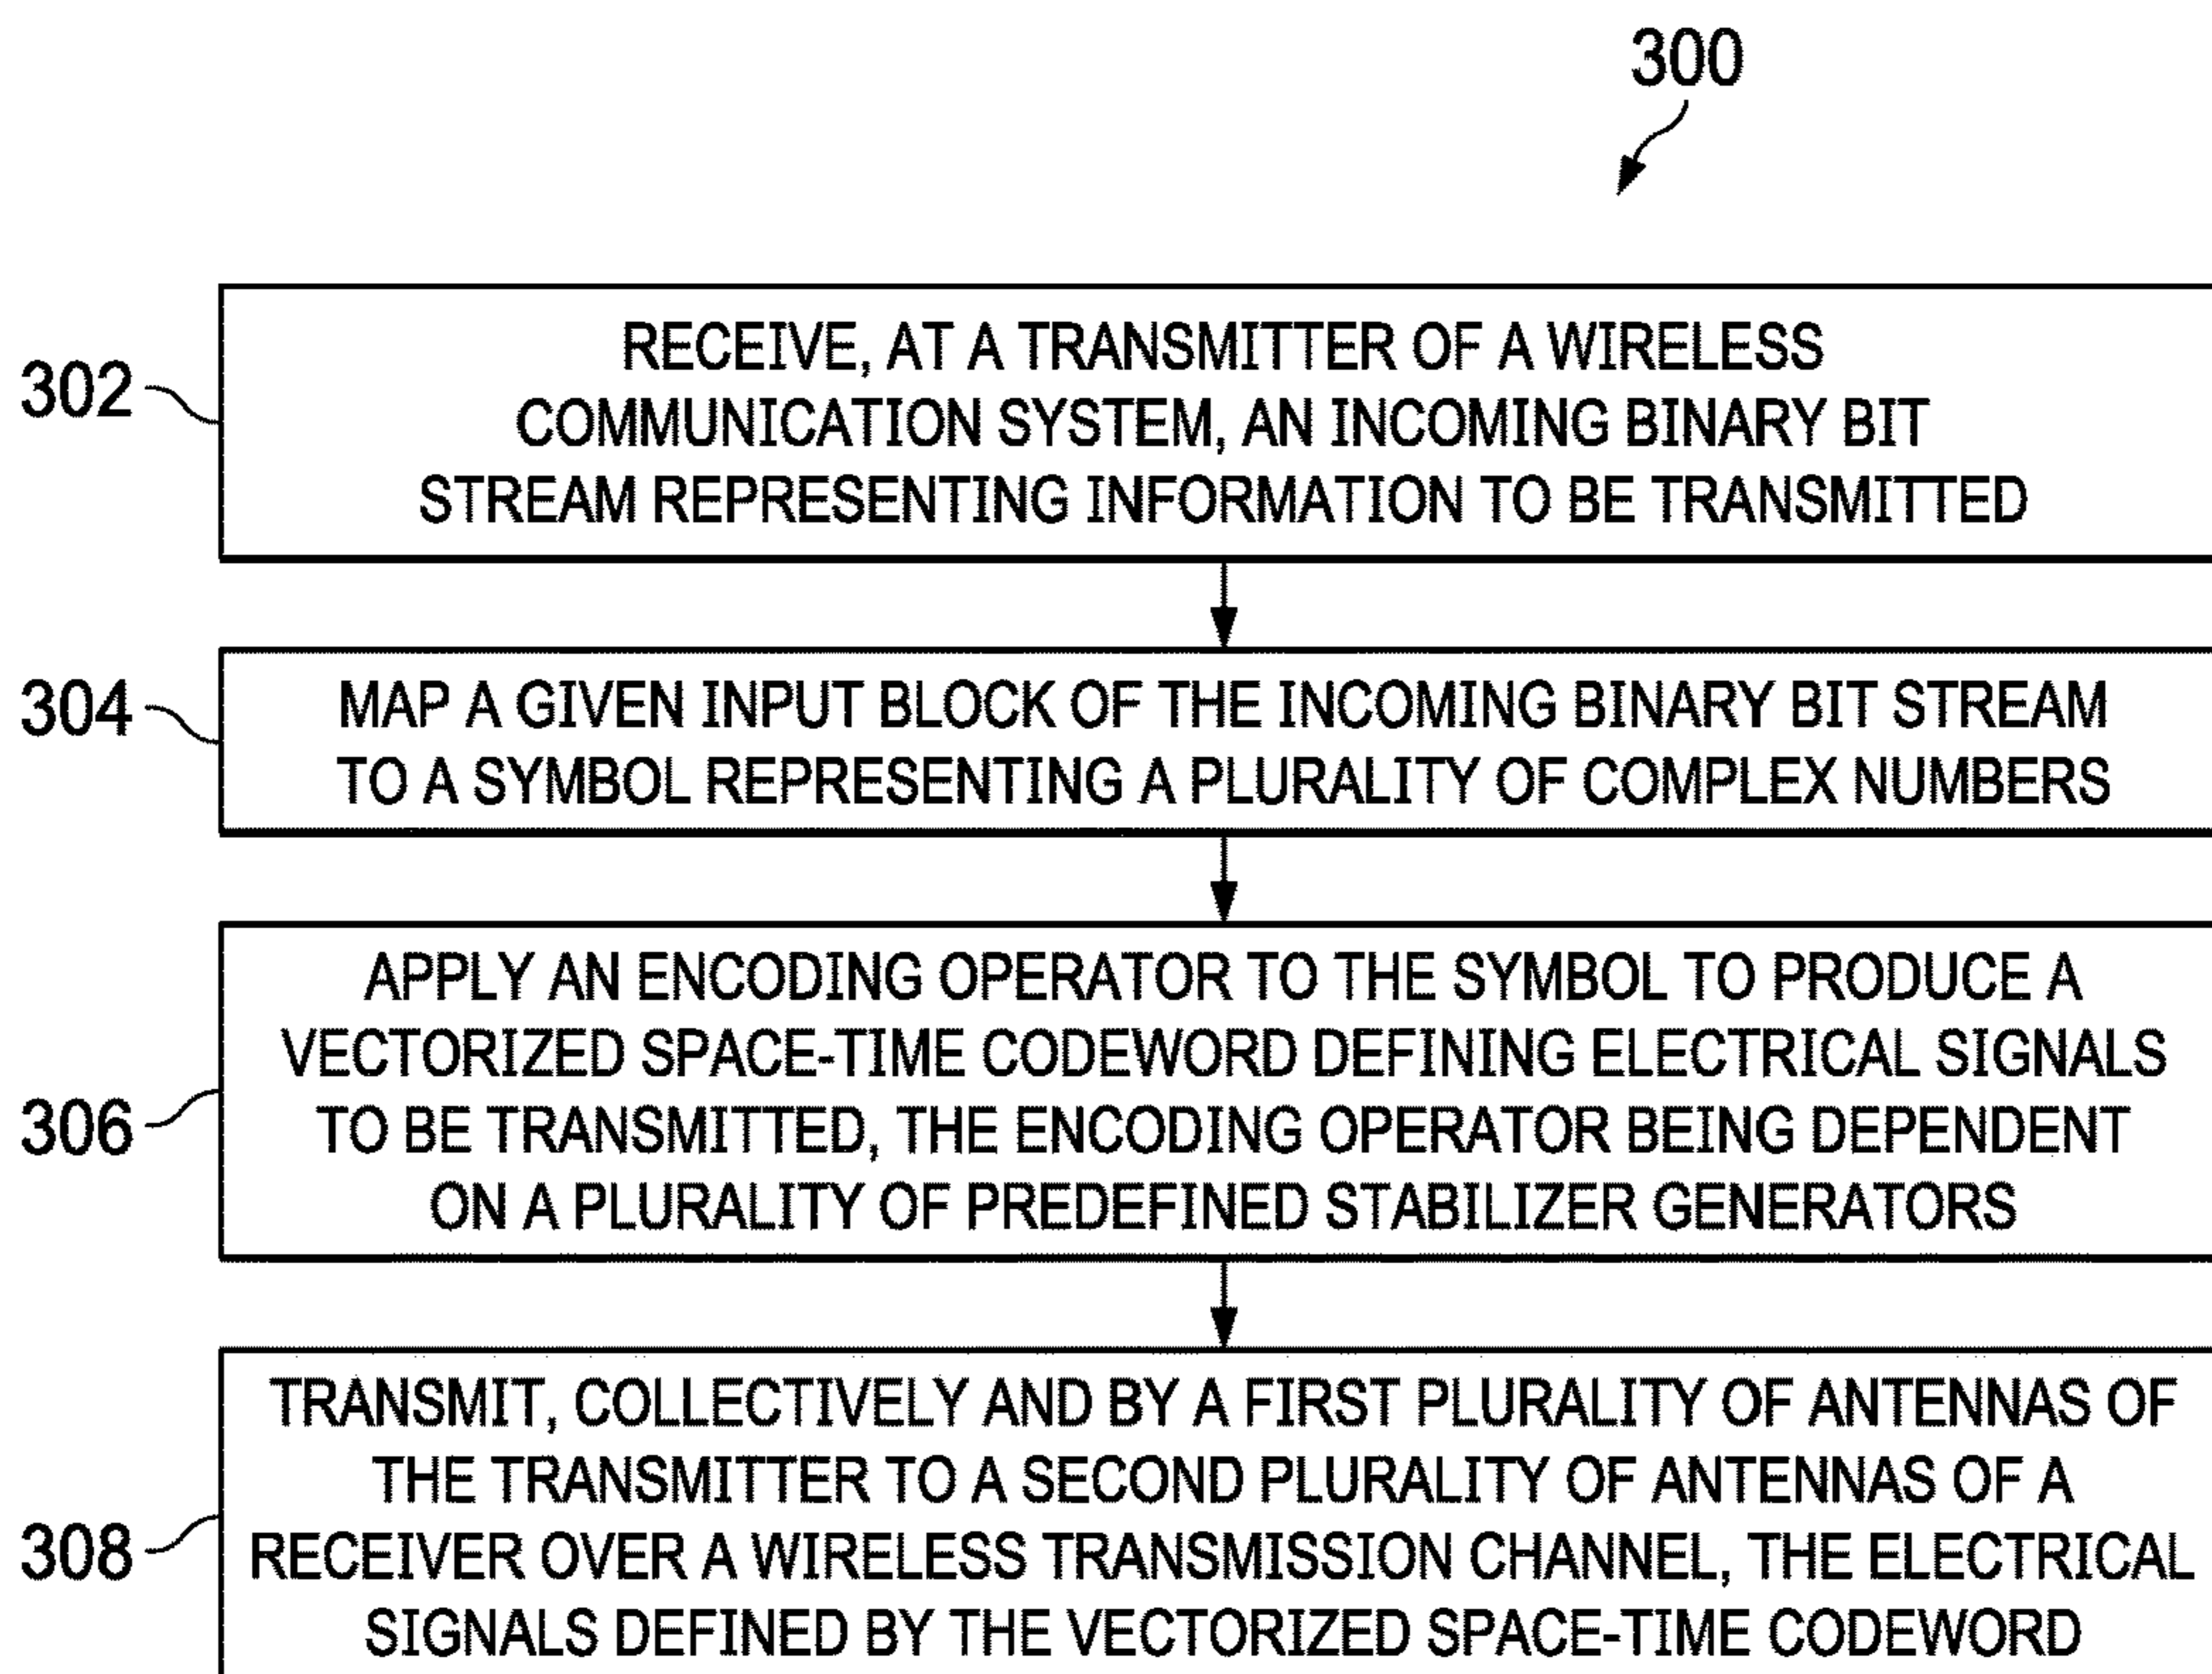 300
302
RECEIVE, AT A TRANSMITTER OF A WIRELESS
COMMUNICATION SYSTEM, AN INCOMING BINARY BIT
STREAM REPRESENTING INFORMATION TO BE TRANSMITTED
304
MAP A GIVEN INPUT BLOCK OF THE INCOMING BINARY BIT STREAM
TO A SYMBOL REPRESENTING A PLURALITY OF COMPLEX NUMBERS
306
APPLY AN ENCODING OPERATOR TO THE SYMBOL TO PRODUCE A
VECTORIZED SPACE-TIME CODEWORD DEFINING ELECTRICAL SIGNALS
TO BE TRANSMITTED, THE ENCODING OPERATOR BEING DEPENDENT
ON A PLURALITY OF PREDEFINED STABILIZER GENERATORS
308
TRANSMIT, COLLECTIVELY AND BY A FIRST PLURALITY OF ANTENNAS OF
THE TRANSMITTER TO A SECOND PLURALITY OF ANTENNAS OF A
RECEIVER OVER A WIRELESS TRANSMISSION CHANNEL, THE ELECTRICAL
SIGNALS DEFINED BY THE VECTORIZED SPACE-TIME CODEWORD